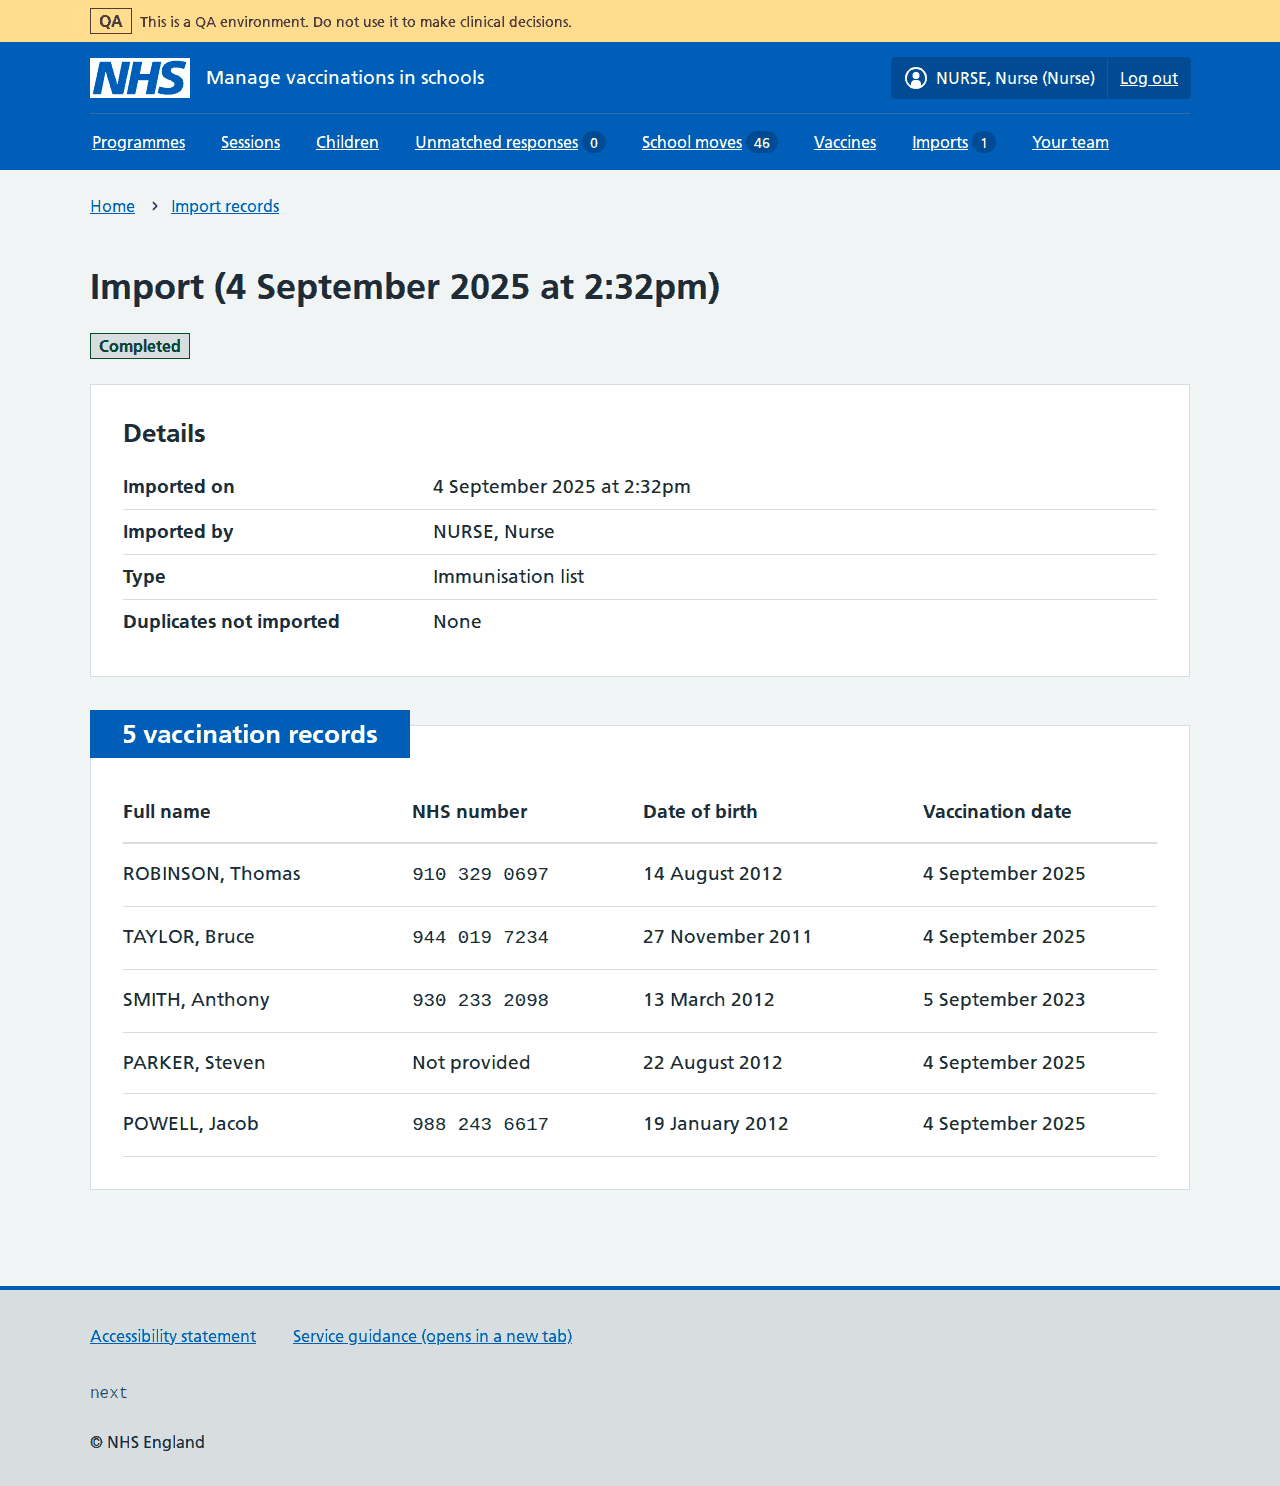 QA This is a QA environment. Do not use it to make clinical decisions.
NHS Manage vaccinations in schools NURSE, Nurse (Nurse) Log out
Programmes Sessions Children Unmatched responses 0 School moves 46 Vaccines Imports 1 Your team
Home > Import records
Import (4 September 2025 at 2:32pm)
Completed
Details
Imported on 4 September 2025 at 2:32pm
Imported by NURSE, Nurse
Type Immunisation list
Duplicates not imported None
5 vaccination records
Full name NHS number Date of birth Vaccination date
ROBINSON, Thomas 910 329 0697 14 August 2012 4 September 2025
TAYLOR, Bruce 944 019 7234 27 November 2011 4 September 2025
SMITH, Anthony 930 233 2098 13 March 2012 5 September 2023
PARKER, Steven Not provided 22 August 2012 4 September 2025
POWELL, Jacob 988 243 6617 19 January 2012 4 September 2025
Accessibility statement Service guidance (opens in a new tab)
next
© NHS England